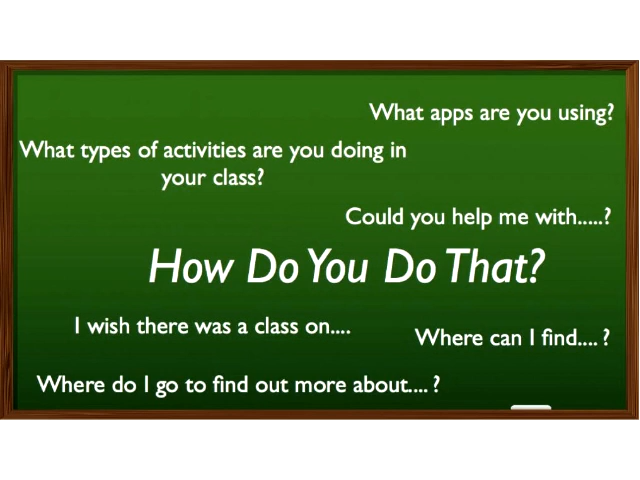 What apps are you using?
What types of activities are you doing in
your class?
Could you help me with.....?
How Do You Do That?
I wish there was a class on....
Where can I find.... ?
Where do I go to find out more about.... ?